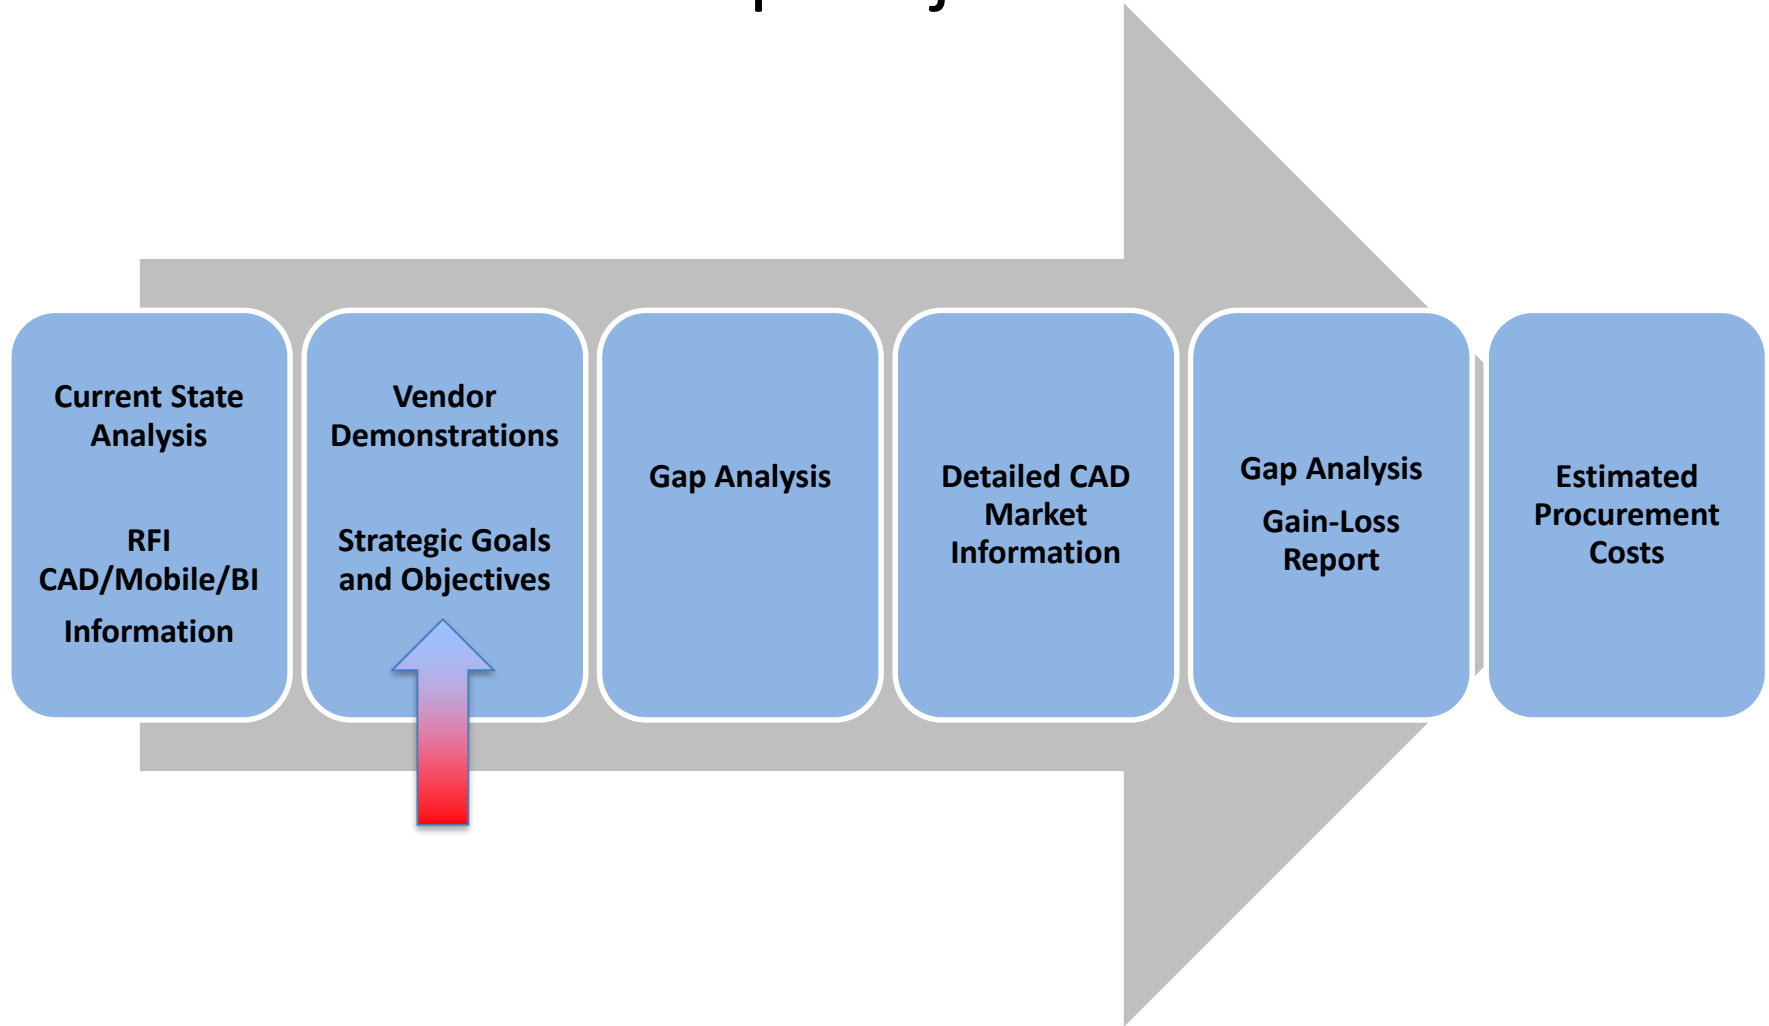 Current State
Analysis
RFI
CAD/Mobile/BI
Information
Vendor
Demonstrations
Strategic Goals
and Objectives
Gap Analysis
Detailed CAD
Market
Information
Gap Analysis
Gain-Loss
Report
Estimated
Procurement
Costs